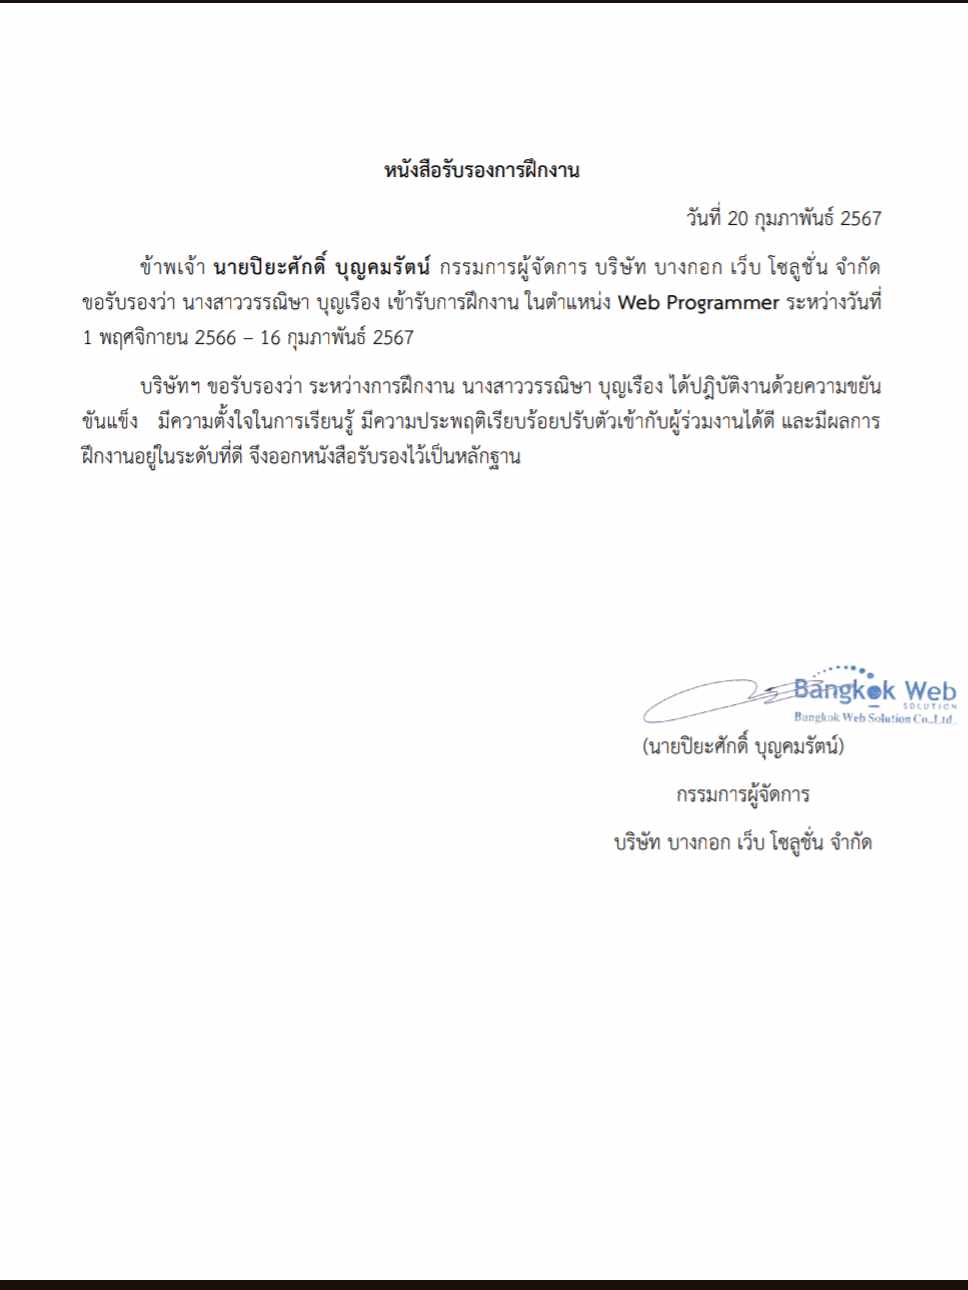 หนังสือรับรองการฝึกงาน
วันที่ 20 กุมภาพันธ์ 2567
ข้าพเจ้า นายปิยะศักดิ์ บุญคมรัตน์ กรรมการผู้จัดการ บริษัท บางกอก เว็บ โซลูชั่น จำกัด
ขอรับรองว่า นางสาววรรณิษา บุญเรือง เข้ารับการฝึกงาน ในตำแหน่ง Web Programmer ระหว่างวันที่
1 พฤศจิกายน 2566 – 16 กุมภาพันธ์ 2567
บริษัทฯ ขอรับรองว่า ระหว่างการฝึกงาน นางสาววรรณิษา บุญเรือง ได้ปฏิบัติงานด้วยความขยัน
ขันแข็ง มีความตั้งใจในการเรียนรู้ มีความประพฤติเรียบร้อยปรับตัวเข้ากับผู้ร่วมงานได้ดี และมีผลการ
ฝึกงานอยู่ในระดับที่ดี จึงออกหนังสือรับรองไว้เป็นหลักฐาน
Bangkok Web
SOLUTION
Bangkok Web Solution Co.,Ltd.
(นายปิยะศักดิ์ บุญคมรัตน์)
กรรมการผู้จัดการ
บริษัท บางกอก เว็บ โซลูชั่น จำกัด